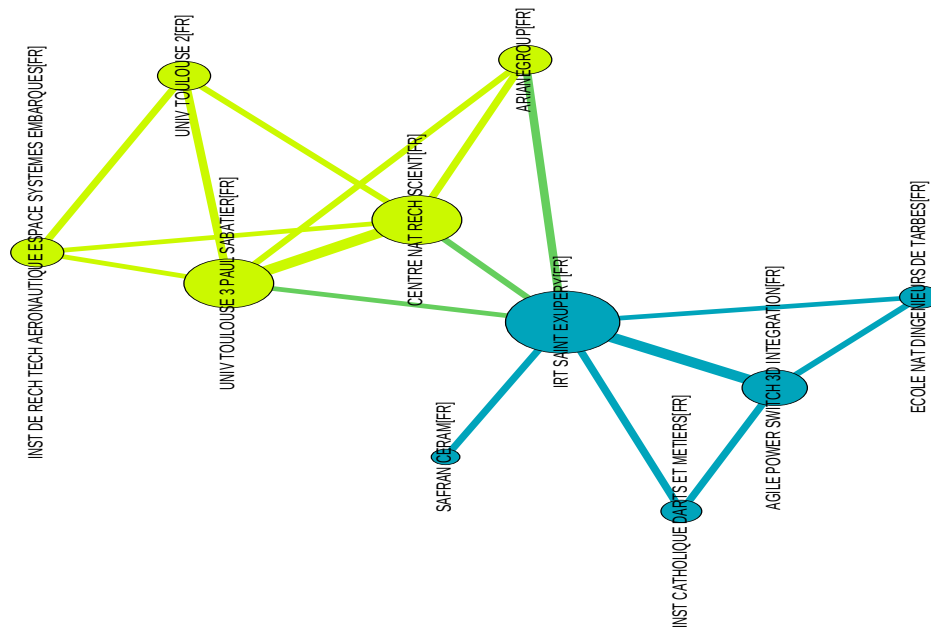 INST DE RECH TECH AERONAUTIQUE ESPACE SYSTEMES EMBARQUES[FR]
UNIV TOULOUSE 2[FR]
UNIV TOULOUSE 3 PAUL SABATIER[FR]
CENTRE NAT RECH SCIENT[FR]
SAFRAN CERAM[FR]
ARIANEGROUP[FR]
IRT SAINT EXUPERY[FR]
INST CATHOLIQUE DARTS ET METIERS[FR]
AGILE POWER SWITCH 3D INTEGRATION[FR]
ECOLE NAT DINGENIEURS DE TARBES[FR]